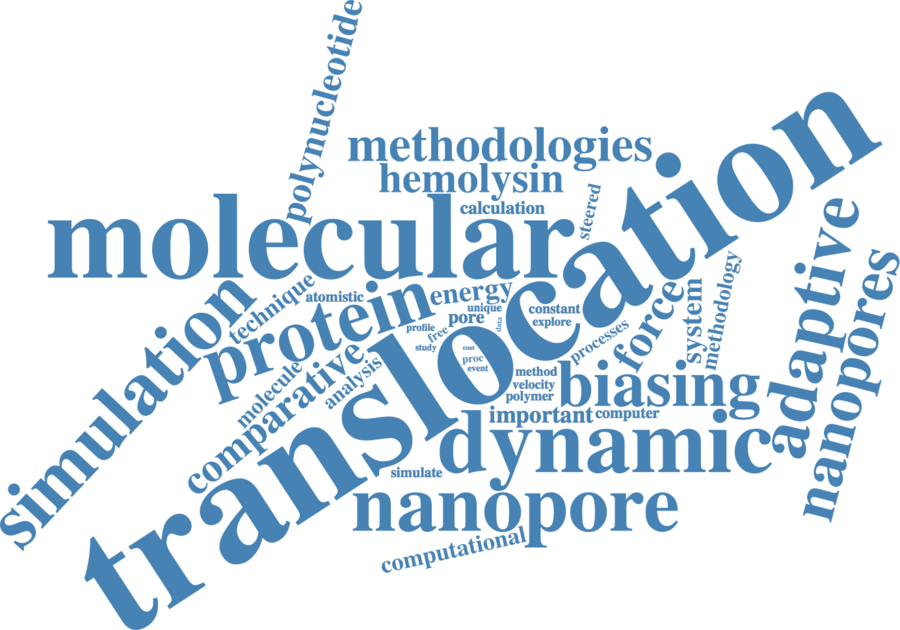 polynucleotide
methodologies
hemolysin
steered
calculation
molecular
translocation
adaptive
nanopores
simulation
technique
atomistic
protein
energy
unique
constant
explore
pore
data
profile
free
study
cost
proc
event
processes
force
system
methodology
molecule
comparative
analysis
method
velocity
polymer
biasing
important
computer
dynamic
simulate
nanopore
computational